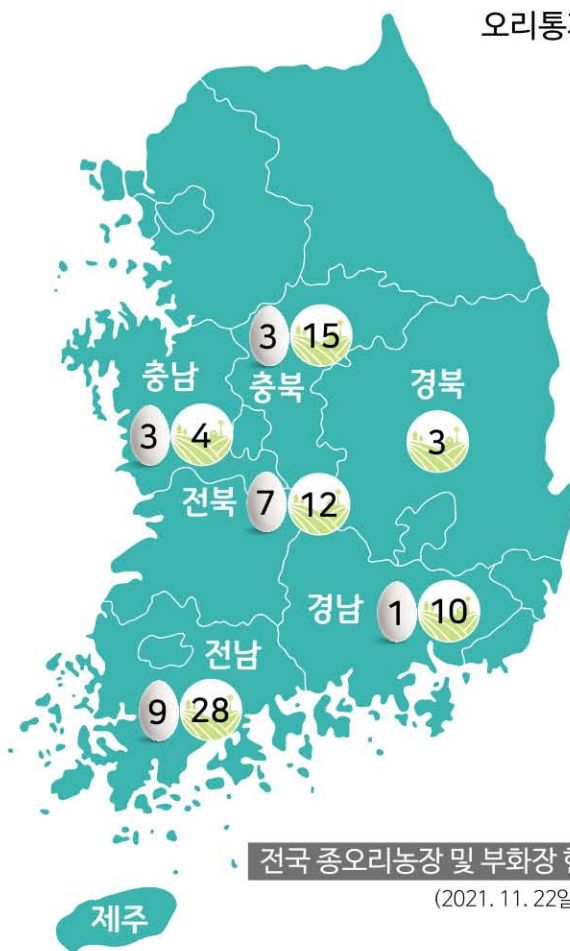 오리통계
3 15
충남 충북 경북
3 4
3
전북 7 12
경남 1 10
전남
9 28
전국 종오리농장 및 부화장
(2021. 11. 22일
제주